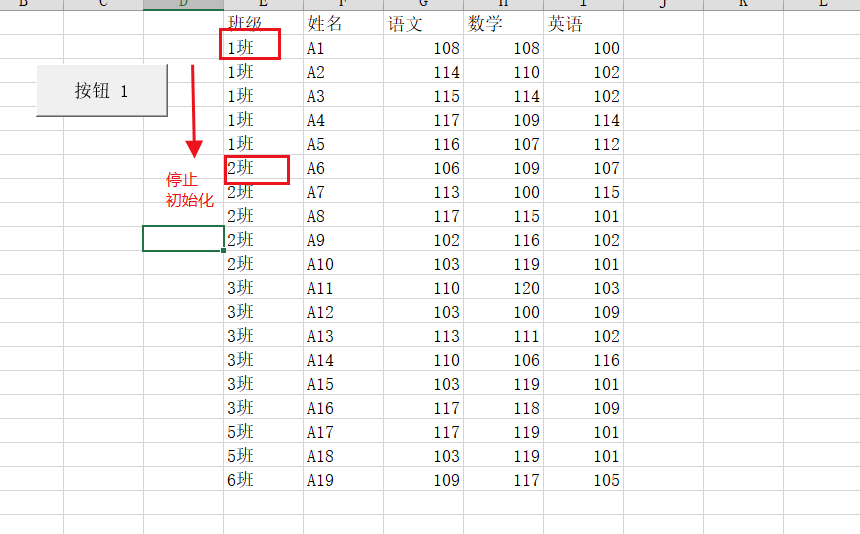 B C D E F G H I J K L
班级 姓名 语文 数学 英语
1班 A1 108 108 100
1班 A2 114 110 102
按钮 1
1班 A3 115 114 102
1班 A4 117 109 114
1班 A5 116 107 112
2班 A6 106 109 107
停止
初始化
2班 A7 113 100 115
2班 A8 117 115 101
2班 A9 102 116 102
2班 A10 103 119 101
3班 A11 110 120 103
3班 A12 103 100 109
3班 A13 113 111 102
3班 A14 110 106 116
3班 A15 103 119 101
3班 A16 117 118 109
5班 A17 117 119 101
5班 A18 103 119 101
6班 A19 109 117 105